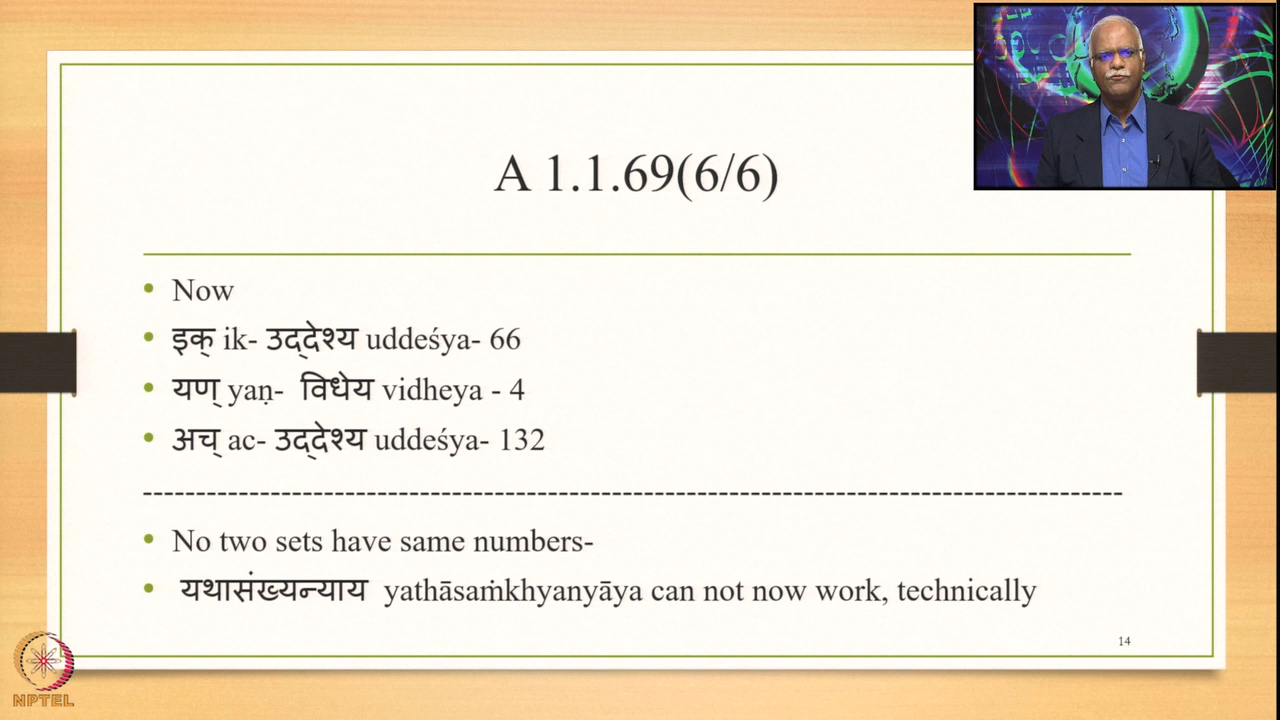 A 1.1.69(6/6)
• Now
• इक् ik- उद्देश्य uddeśya- 66
• यण् yaṇ- विधेय vidheya - 4
• अच् ac- उद्देश्य uddeśya- 132
--------------------------------------------------------------------------------------------
• No two sets have same numbers-
• यथासंख्यन्याय yathāsaṁkhyanyāya can not now work, technically
14
NPTEL